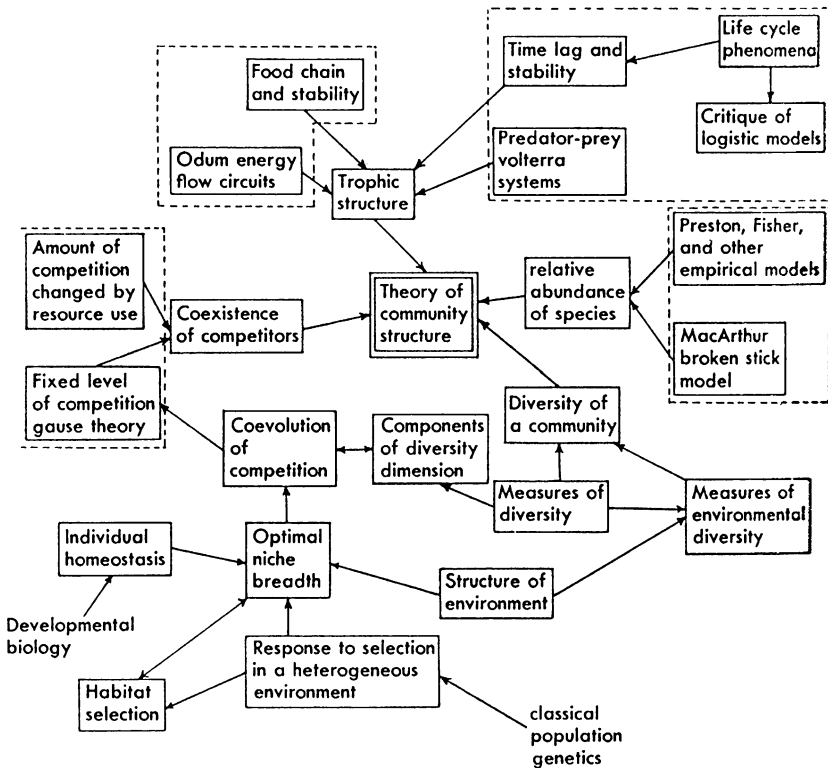 Food chain
and stability
Time lag and
stability
Life cycle
phenomena
Critique of
logistic models
Odum energy
flow circuits
Trophic
structure
Predator-prey
volterra
systems
Amount of
competition
changed by
resource use
Coexistence
of competitors
Theory of
community
structure
relative
abundance
of species
Preston, Fisher,
and other
empirical models
MacArthur
broken stick
model
Fixed level
of competition
gause theory
Coevolution
of
competition
Components
of diversity
dimension
Diversity of
a community
Measures of
diversity
Measures of
environmental
diversity
Individual
homeostasis
Optimal
niche
breadth
Structure of
environment
Developmental
biology
Habitat
selection
Response to selection
in a heterogeneous
environment
classical
population
genetics